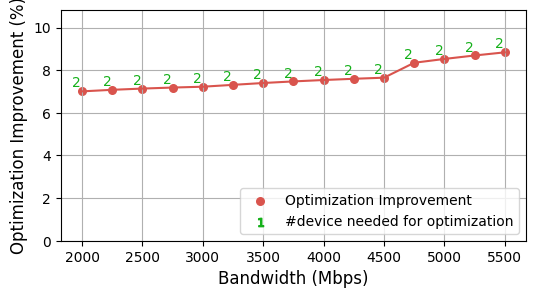 Optimization Improvement (%)
10
8
6
4
2
0
2 2 2 2 2 2 2 2 2 2 2 2 2 2 2
Optimization Improvement
1 #device needed for optimization
2000 2500 3000 3500 4000 4500 5000 5500
Bandwidth (Mbps)